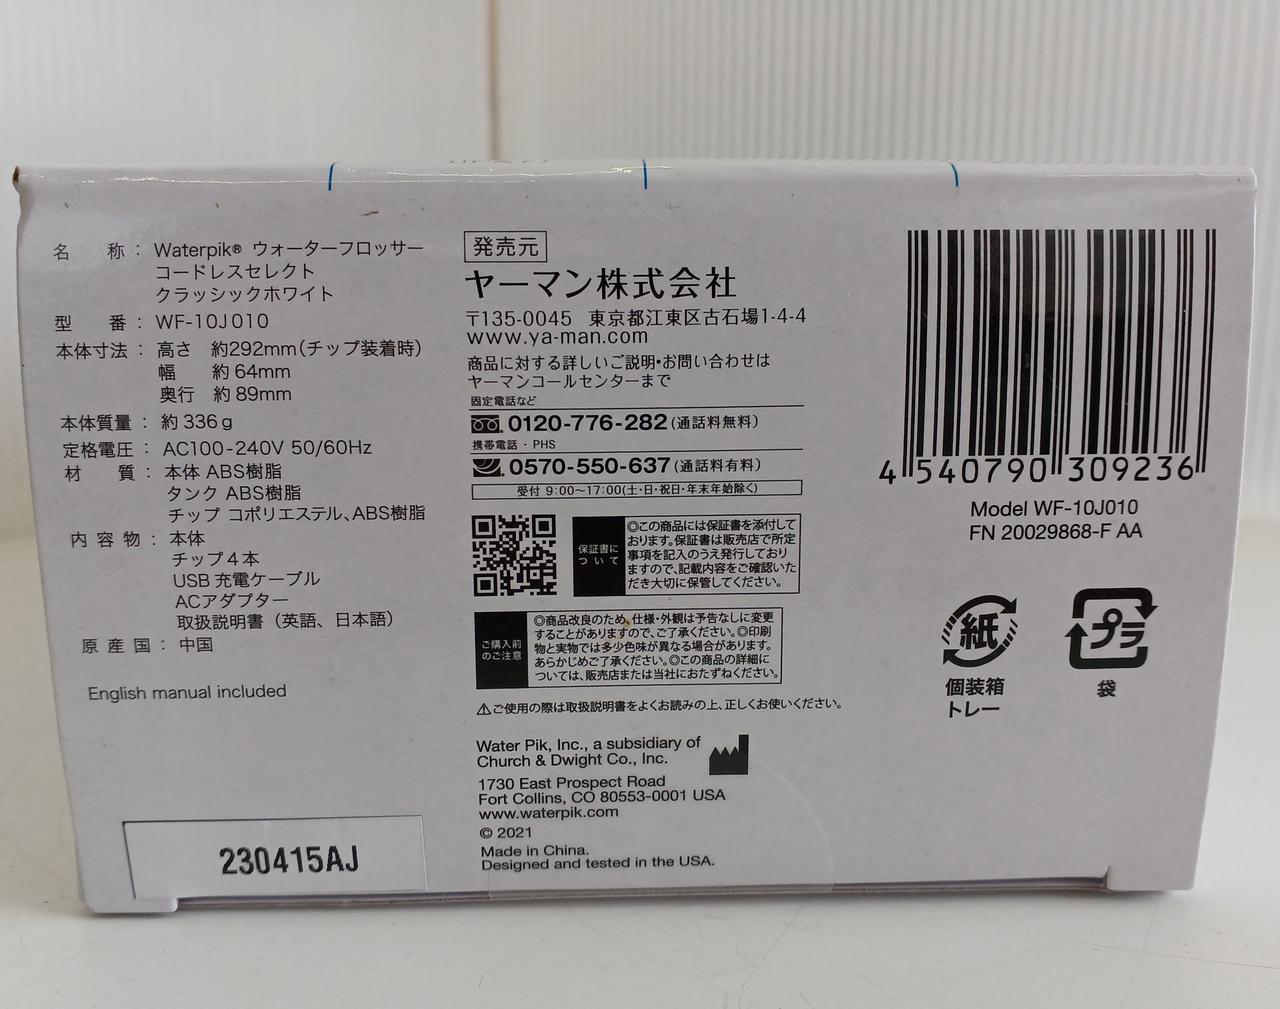 名 称 : Waterpik® ウォーターフロッサー
コードレスセレクト
クラッシックホワイト
型 番 : WF-10J010
本体寸法 : 高さ 約292mm(チップ装着時)
幅 約64mm
奥行 約89mm
本体質量 : 約336g
定格電圧 : AC100-240V 50/60Hz
材 質 : 本体 ABS樹脂
タンク ABS樹脂
チップ コポリエステル、ABS樹脂
内容物 : 本体
チップ4本
USB充電ケーブル
ACアダプター
取扱説明書(英語、日本語)
原産国 : 中国
English manual included
230415AJ
発売元
ヤーマン株式会社
〒135-0045 東京都江東区古石場1-4-4
www.ya-man.com
商品に対する詳しいご説明・お問い合わせは
ヤーマンコールセンターまで
固定電話など
0120-776-282(通話料無料)
携帯電話・PHS
0570-550-637(通話料有料)
受付 9:00〜17:00(土・日・祝日・年末年始除く)
保証書に
ついて
◎この商品には保証書を添付して
おります。保証書は販売店で所定
事項を記入のうえ発行しており
ますので、記載内容をご確認いた
だき大切に保管してください。
ご購入前
のご注意
◎商品改良のため、仕様・外観は予告なしに変更
することがありますので、ご了承ください。◎印刷
物と実物では多少色味が異なる場合があります。
あらかじめご了承ください。◎この商品の詳細に
ついては、販売店または当社におたずねください。
⚠ご使用の際は取扱説明書をよくお読みの上、正しくお使いください。
Water Pik, Inc., a subsidiary of
Church & Dwight Co., Inc.
1730 East Prospect Road
Fort Collins, CO 80553-0001 USA
www.waterpik.com
© 2021
Made in China.
Designed and tested in the USA.
4 540790 309236
Model WF-10J010
FN 20029868-F AA
紙
個装箱
トレー
プラ
袋